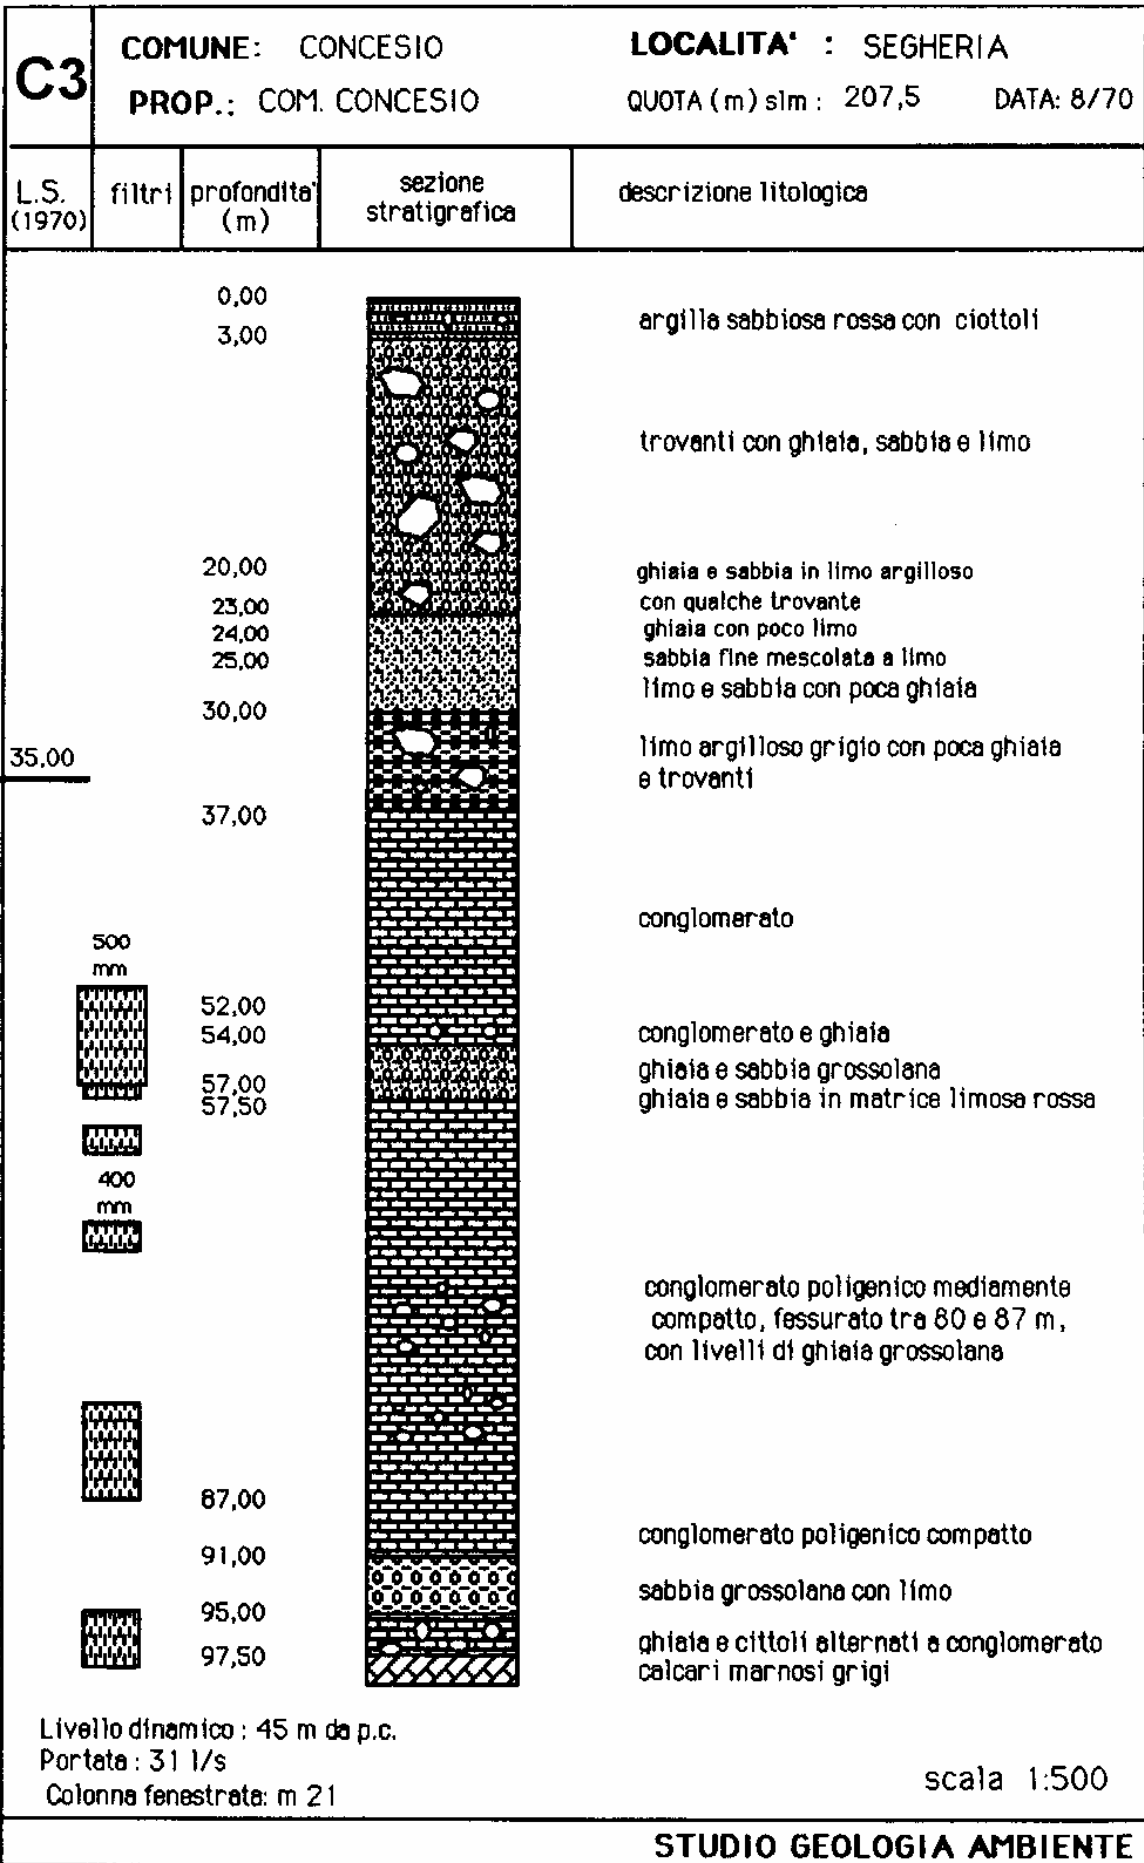 C3
COMUNE: CONCESIO
LOCALITA' : SEGHERIA
PROP.: COM. CONCESIO
QUOTA (m) slm : 207,5
DATA: 8/70
L.S.
(1970)
filtri
profondita'
(m)
sezione
stratigrafica
descrizione litologica
0,00
argilla sabbiosa rossa con ciottoli
3,00
trovanti con ghiaia, sabbia e limo
20,00
ghiaia e sabbia in limo argilloso
con qualche trovante
23,00
ghiaia con poco limo
24,00
sabbia fine mescolata a limo
25,00
limo e sabbia con poca ghiaia
30,00
35,00
limo argilloso grigio con poca ghiaia
e trovanti
37,00
conglomerato
500
mm
52,00
conglomerato e ghiaia
54,00
ghiaia e sabbia grossolana
57,00
ghiaia e sabbia in matrice limosa rossa
57,50
400
mm
conglomerato poligenico mediamente
compatto, fessurato tra 80 e 87 m,
con livelli di ghiaia grossolana
87,00
conglomerato poligenico compatto
91,00
sabbia grossolana con limo
95,00
ghiaia e cittoli alternati a conglomerato
97,50
calcari marnosi grigi
Livello dinamico : 45 m da p.c.
Portata : 31 l/s
Colonna fenestrata: m 21
scala 1:500
STUDIO GEOLOGIA AMBIENTE